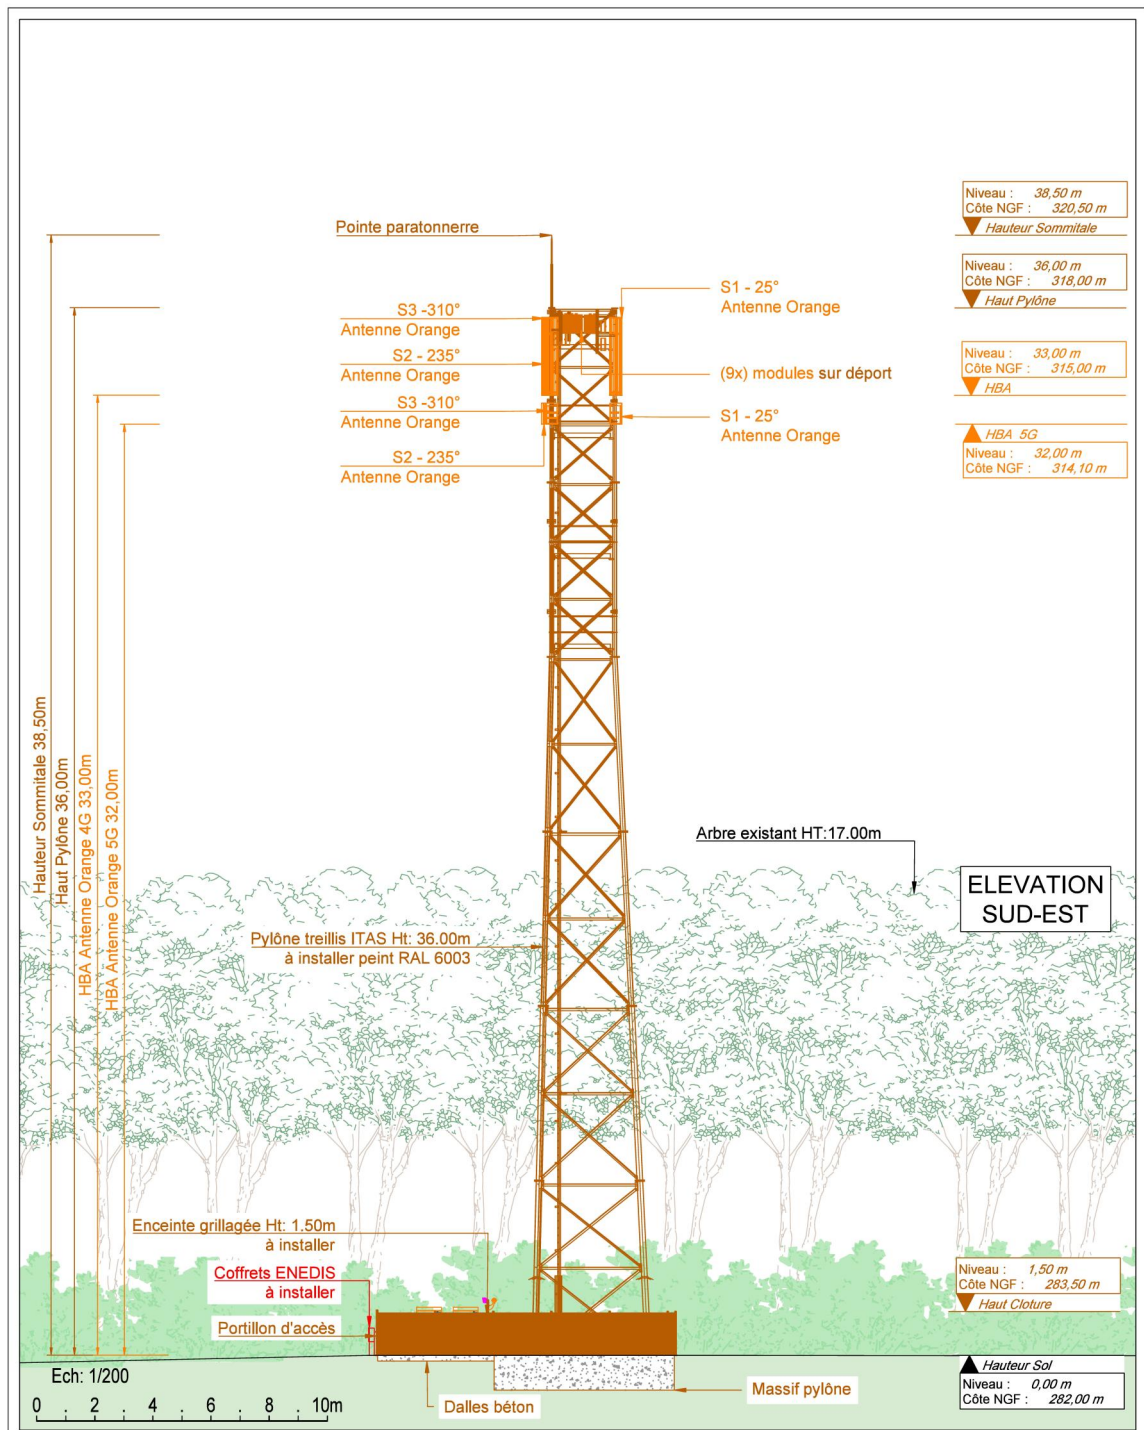 Niveau : 38,50 m
Côte NGF : 320,50 m
Hauteur Sommitale
Pointe paratonnerre
Niveau : 36,00 m
Côte NGF : 318,00 m
Haut Pylône
S1 - 25°
Antenne Orange
S3 -310°
Antenne Orange
S2 - 235°
Antenne Orange
(9x) modules sur déport
Niveau : 33,00 m
Côte NGF : 315,00 m
HBA
S3 -310°
Antenne Orange
S1 - 25°
Antenne Orange
HBA 5G
Niveau : 32,00 m
Côte NGF : 314,10 m
S2 - 235°
Antenne Orange
Hauteur Sommitale 38,50m
Haut Pylône 36,00m
HBA Antenne Orange 4G 33,00m
HBA Antenne Orange 5G 32,00m
Arbre existant HT:17.00m
ELEVATION
SUD-EST
Pylône treillis ITAS Ht: 36.00m
à installer peint RAL 6003
Enceinte grillagée Ht: 1.50m
à installer
Coffrets ENEDIS
à installer
Portillon d'accès
Niveau : 1,50 m
Côte NGF : 283,50 m
Haut Cloture
Hauteur Sol
Niveau : 0,00 m
Côte NGF : 282,00 m
Ech: 1/200
0 . 2 . 4 . 6 . 8 . 10m
Dalles béton
Massif pylône